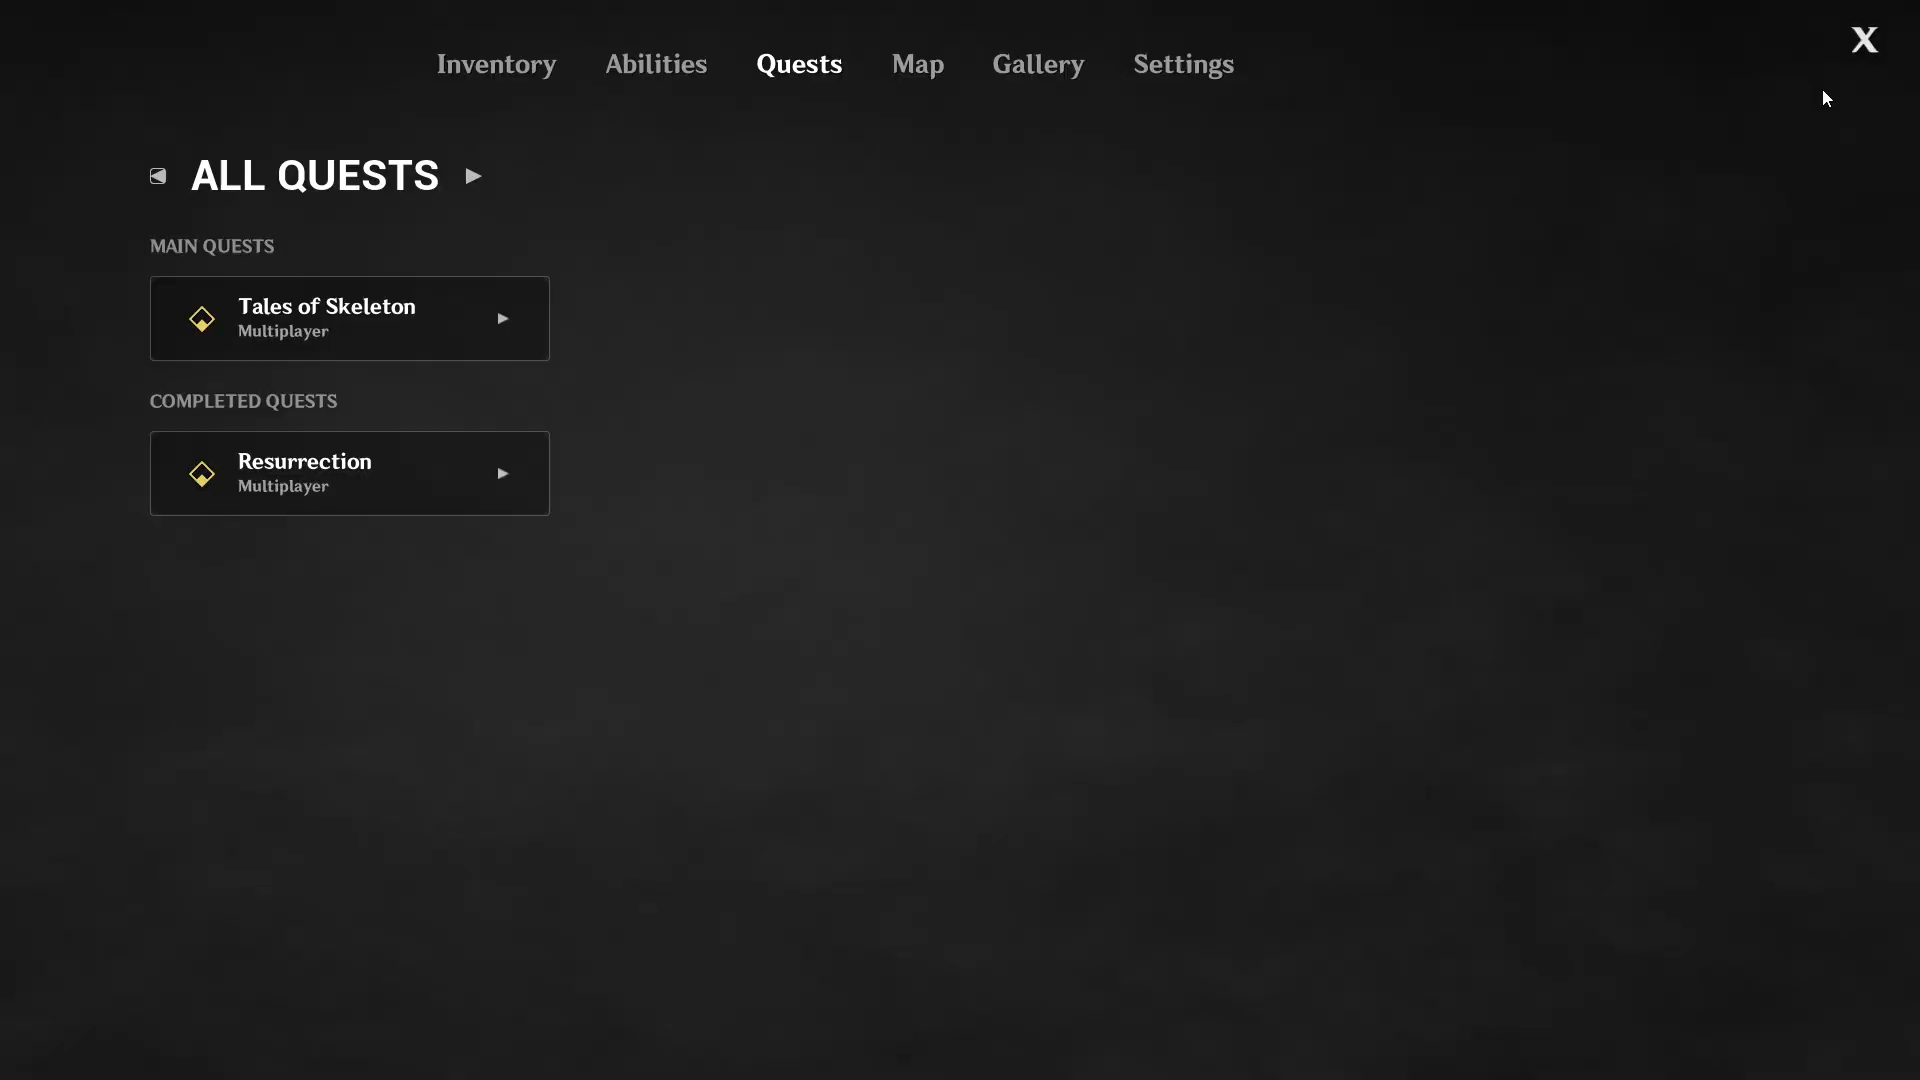 X
Inventory Abilities Quests Map Gallery Settings
ALL QUESTS
MAIN QUESTS
Tales of Skeleton
Multiplayer
COMPLETED QUESTS
Resurrection
Multiplayer